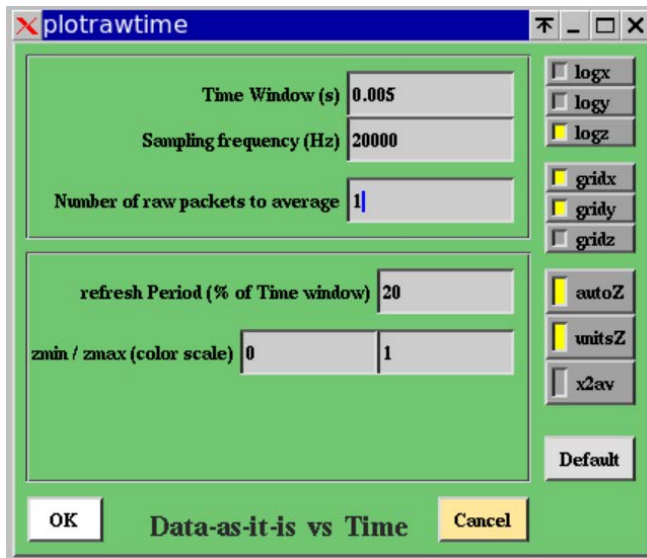 plotrawtime
Time Window (s) 0.005
Sampling frequency (Hz) 20000
Number of raw packets to average 1
refresh Period (% of Time window) 20
zmin / zmax (color scale) 0 1
logx
logy
logz
gridx
gridy
gridz
autoZ
unitsZ
x2av
Default
OK
Data-as-it-is vs Time
Cancel